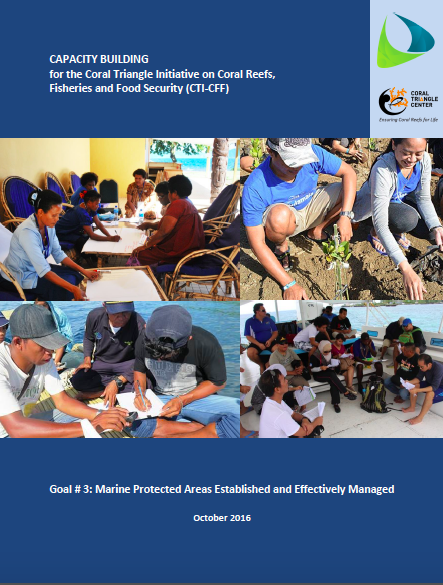 CAPACITY BUILDING
for the Coral Triangle Initiative on Coral Reefs,
Fisheries and Food Security (CTI-CFF)
CORAL
TRIANGLE
CENTER
Ensuring Coral Reefs for Life
Goal # 3: Marine Protected Areas Established and Effectively Managed
October 2016